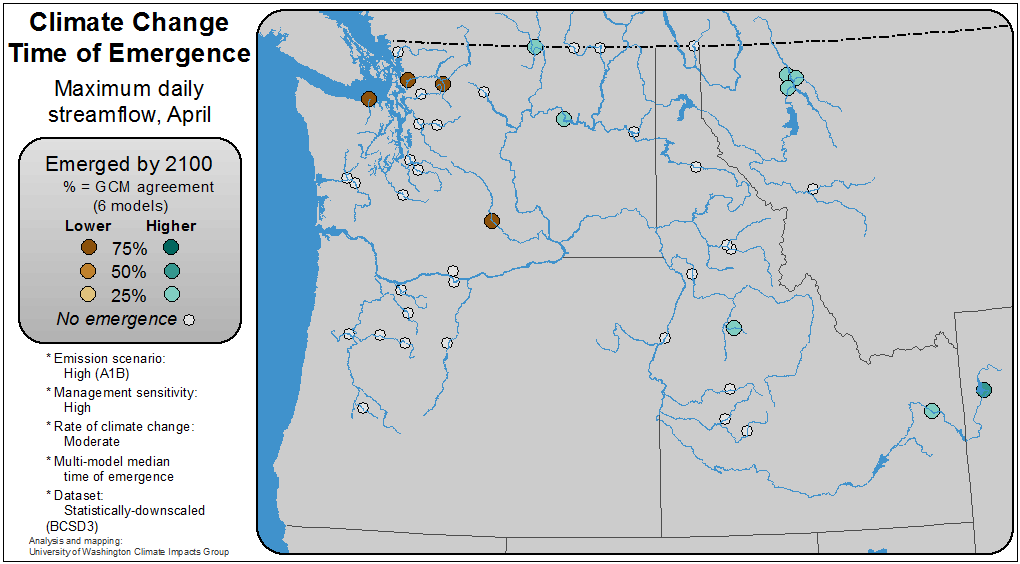 Climate Change
Time of Emergence
Maximum daily
streamflow, April
Emerged by 2100
% = GCM agreement
(6 models)
Lower Higher
75%
50%
25%
No emergence
* Emission scenario:
High (A1B)
* Management sensitivity:
High
* Rate of climate change:
Moderate
* Multi-model median
time of emergence
* Dataset:
Statistically-downscaled
(BCSD3)
Analysis and mapping:
University of Washington Climate Impacts Group